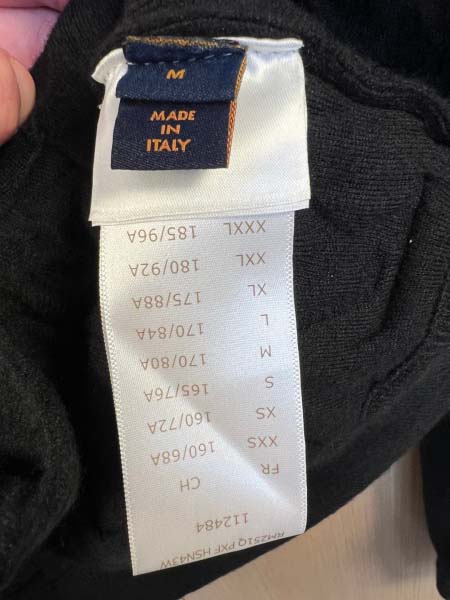 M
MADE
IN
ITALY
RM251Q PXF HSN43W
112484
FR CH
XXS 160/68A
XS 160/72A
S 165/76A
M 170/80A
L 170/84A
XL 175/88A
XXL 180/92A
XXXL 185/96A